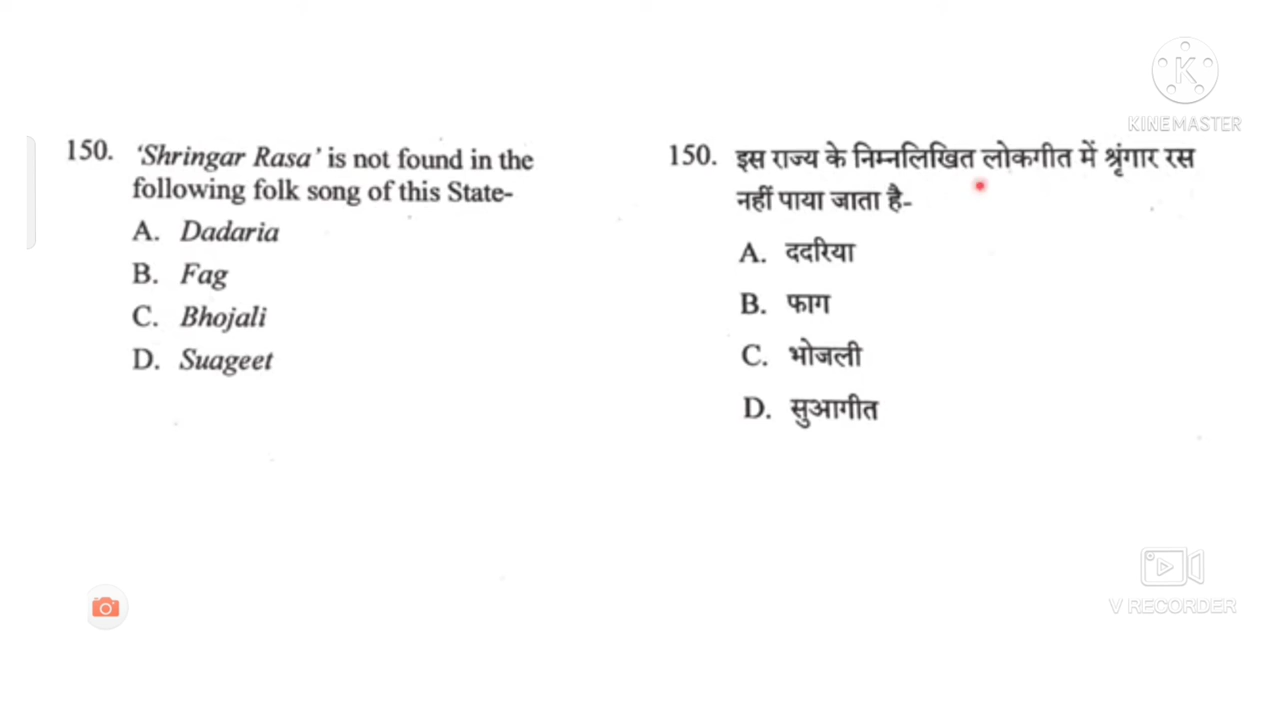 150. 'Shringar Rasa' is not found in the
following folk song of this State-
A. Dadaria
B. Fag
C. Bhojali
D. Suageet
150. इस राज्य के निम्नलिखित लोकगीत में श्रृंगार रस
नहीं पाया जाता है-
A. ददरिया
B. फाग
C. भोजली
D. सुआगीत
K
KINEMASTER
V RECORDER